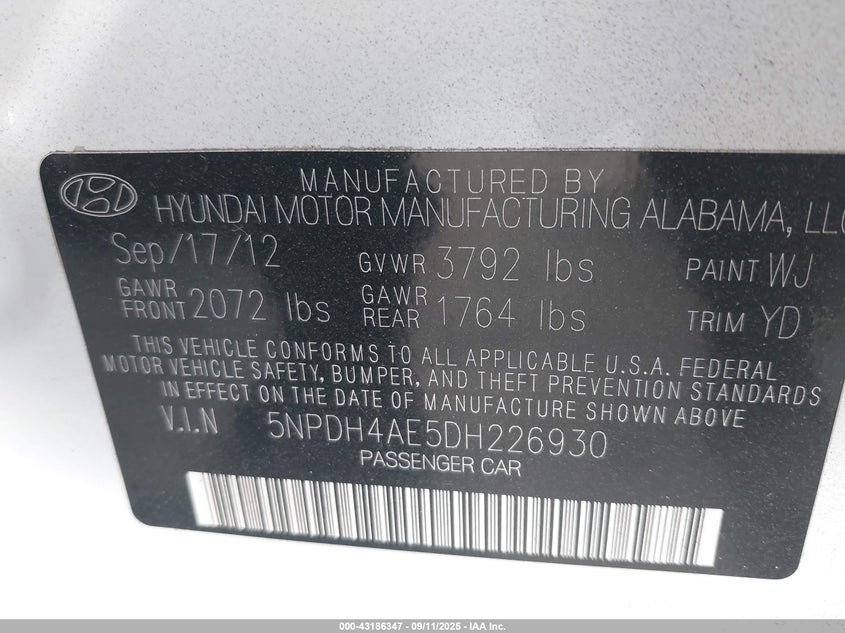 MANUFACTURED BY
HYUNDAI MOTOR MANUFACTURING ALABAMA, LLC
Sep/17/12 GVWR 3792 lbs PAINT WJ
GAWR FRONT 2072 lbs GAWR REAR 1764 lbs TRIM YD
THIS VEHICLE CONFORMS TO ALL APPLICABLE U.S.A. FEDERAL
MOTOR VEHICLE SAFETY, BUMPER, AND THEFT PREVENTION STANDARDS
IN EFFECT ON THE DATE OF MANUFACTURE SHOWN ABOVE.
V.I.N 5NPDH4AE5DH226930
PASSENGER CAR
000-43186347 - 09/11/2025 - IAA Inc.